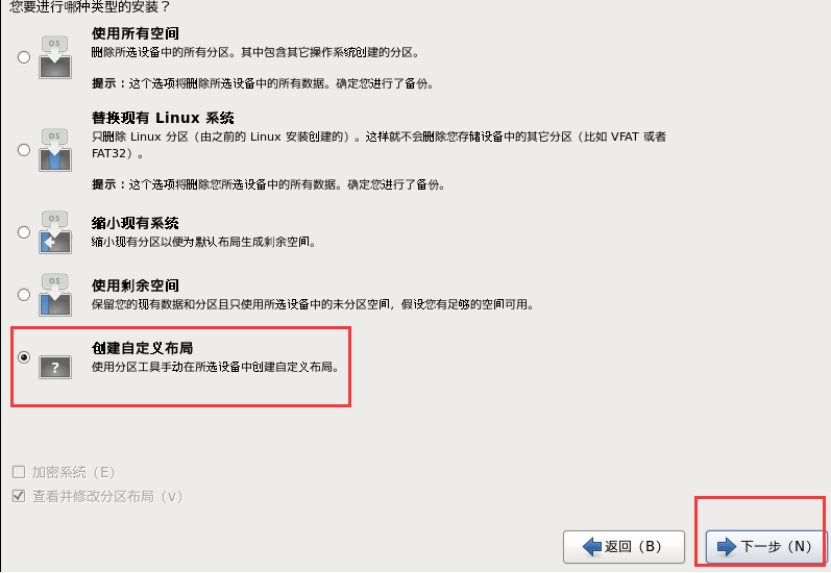 您要进行哪种类型的安装？
OS
使用所有空间
删除所选设备中的所有分区。其中包含其它操作系统创建的分区。
提示：这个选项将删除所选设备中的所有数据。确定您进行了备份。
OS
替换现有 Linux 系统
只删除 Linux 分区（由之前的 Linux 安装创建的）。这样就不会删除您存储设备中的其它分区（比如 VFAT 或者
FAT32）。
提示：这个选项将删除您所选设备中的所有数据。确定您进行了备份。
OS
缩小现有系统
缩小现有分区以便为默认布局生成剩余空间。
OS
使用剩余空间
保留您的现有数据和分区且只使用所选设备中的未分区空间，假设您有足够的空间可用。
?
创建自定义布局
使用分区工具手动在所选设备中创建自定义布局。
加密系统（E）
查看并修改分区布局（v）
返回（B）
下一步（N）